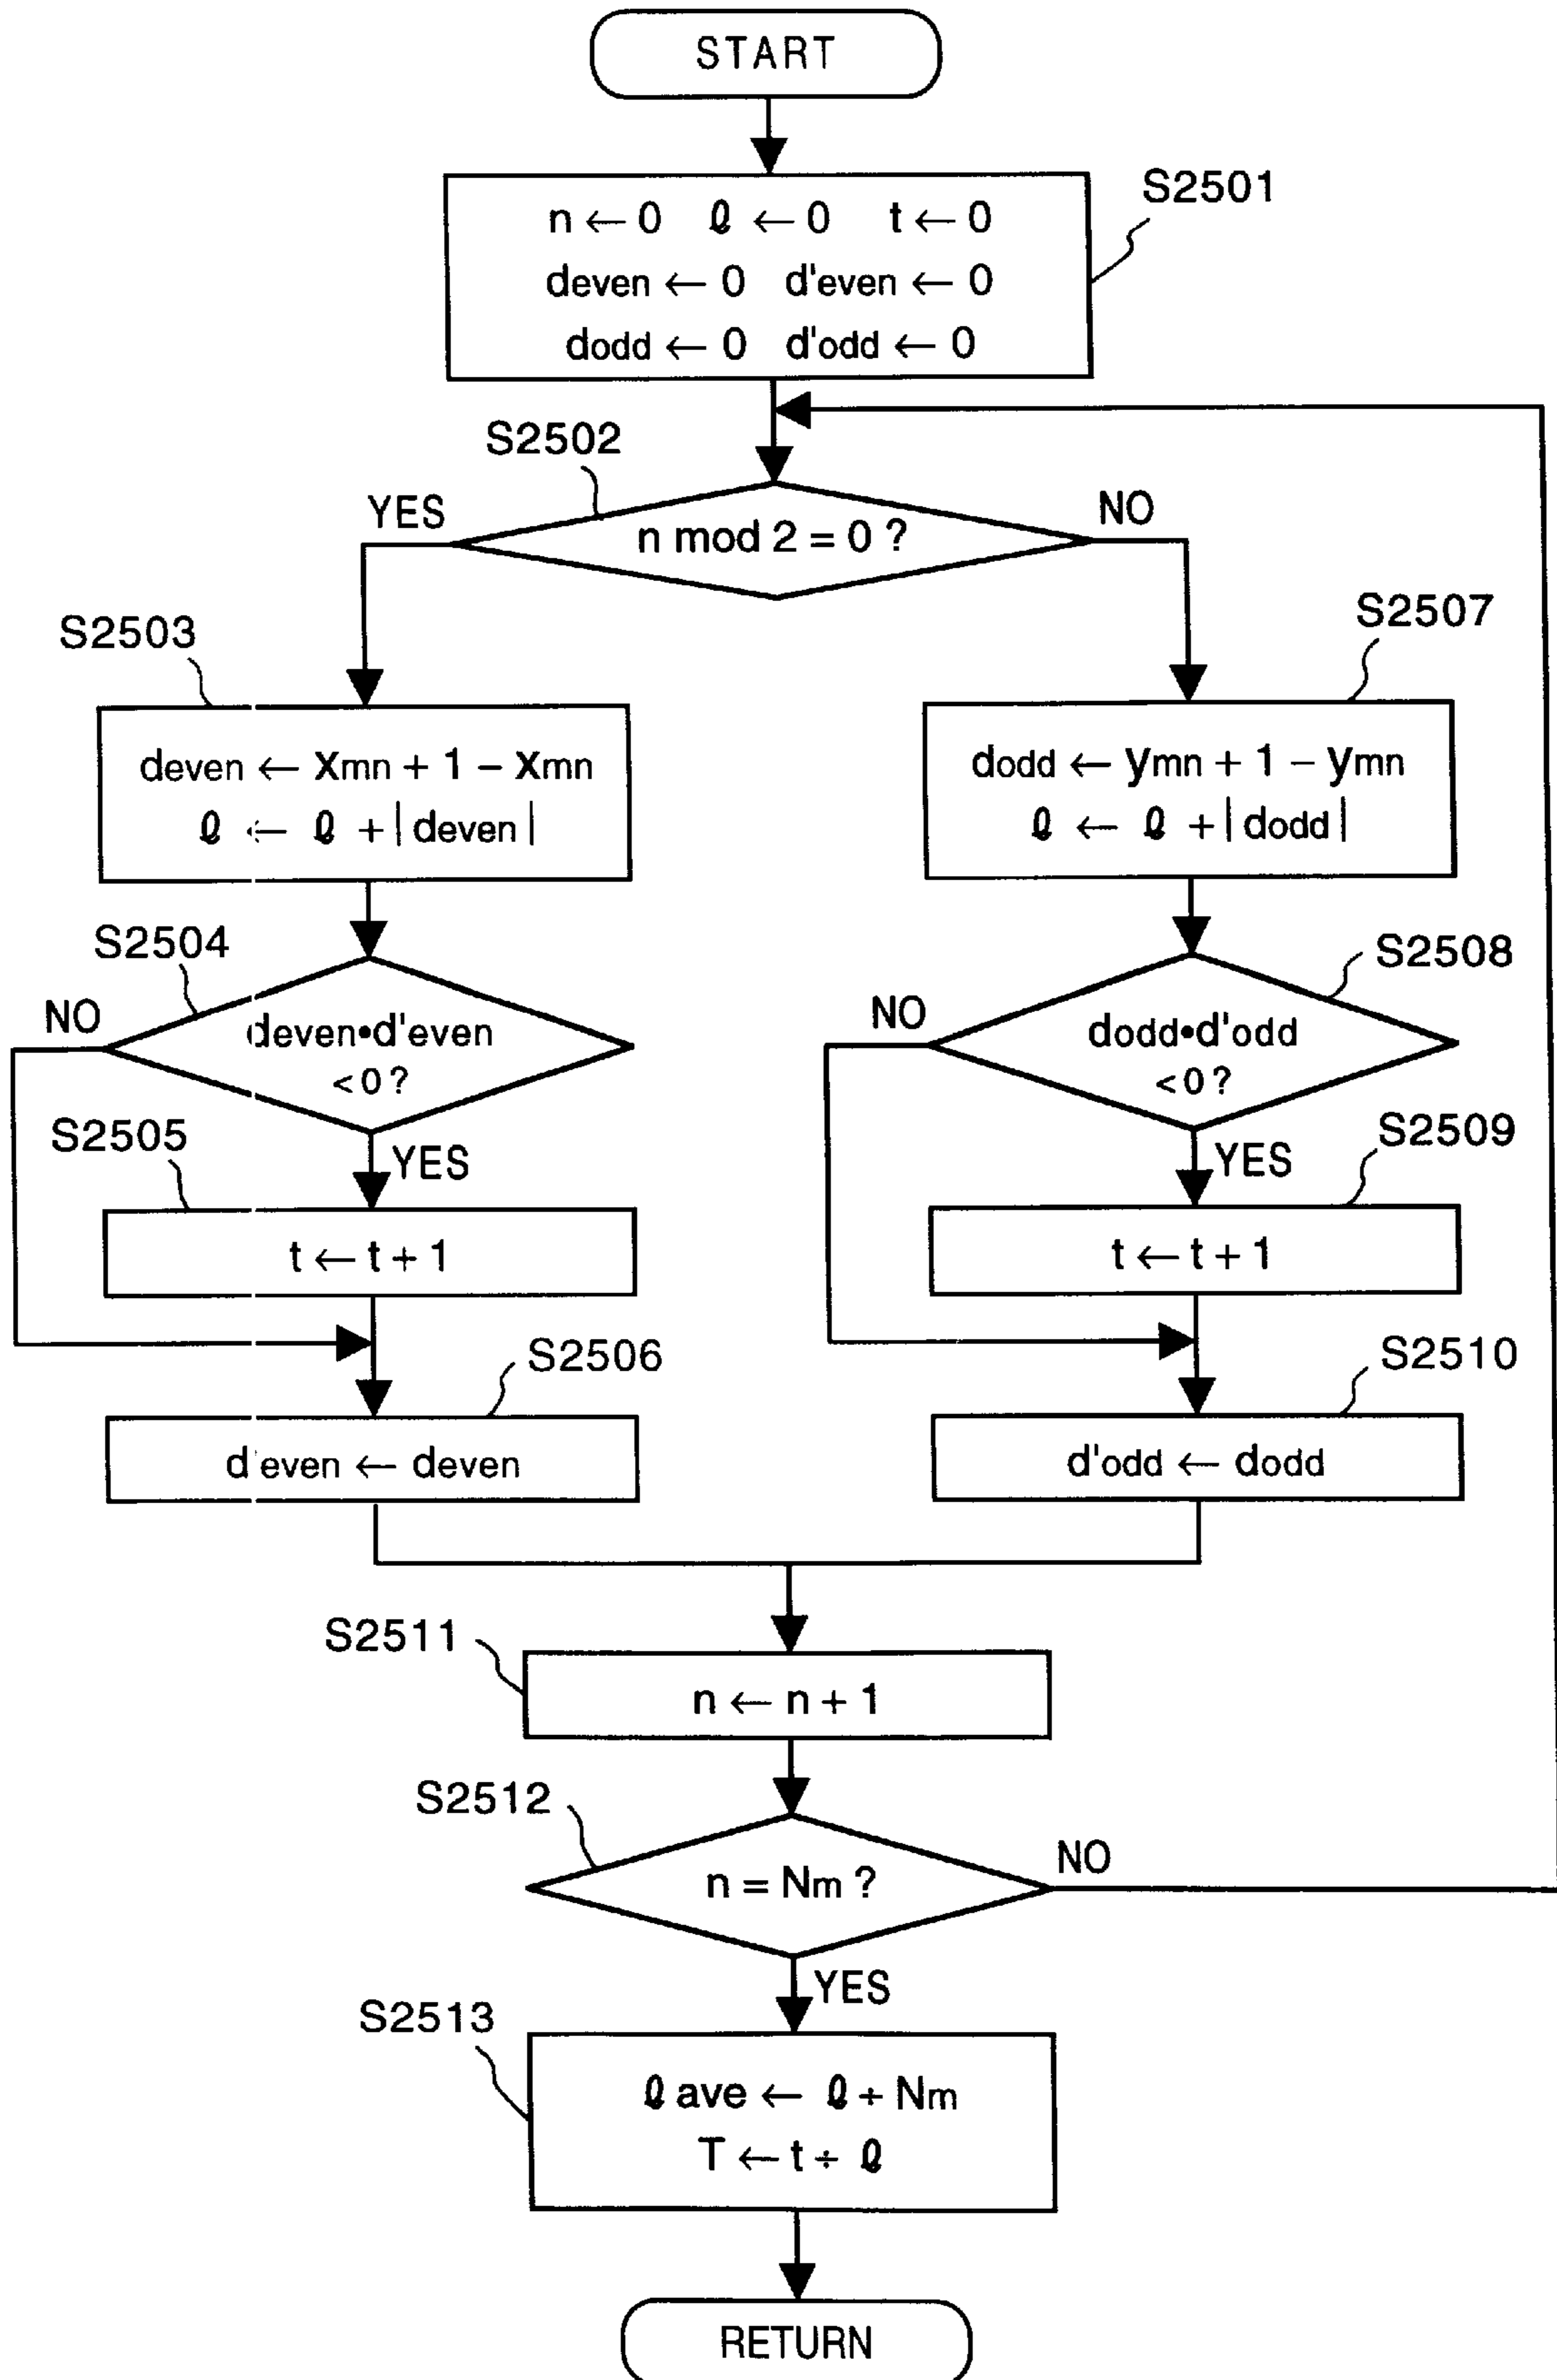 START
S2501
n ← 0 ℓ ← 0 t ← 0
deven ← 0 d'even ← 0
dodd ← 0 d'odd ← 0
S2502
YES
n mod 2 = 0 ?
NO
S2503
deven ← xmn + 1 − xmn
ℓ ← ℓ + | deven |
S2507
dodd ← ymn + 1 − ymn
ℓ ← ℓ + | dodd |
S2504
NO
deven•d'even
< 0 ?
YES
S2508
NO
dodd•d'odd
< 0 ?
YES
S2505
t ← t + 1
S2509
t ← t + 1
S2506
d'even ← deven
S2510
d'odd ← dodd
S2511
n ← n + 1
S2512
n = Nm ?
NO
YES
S2513
ℓ ave ← ℓ + Nm
T ← t ÷ ℓ
RETURN